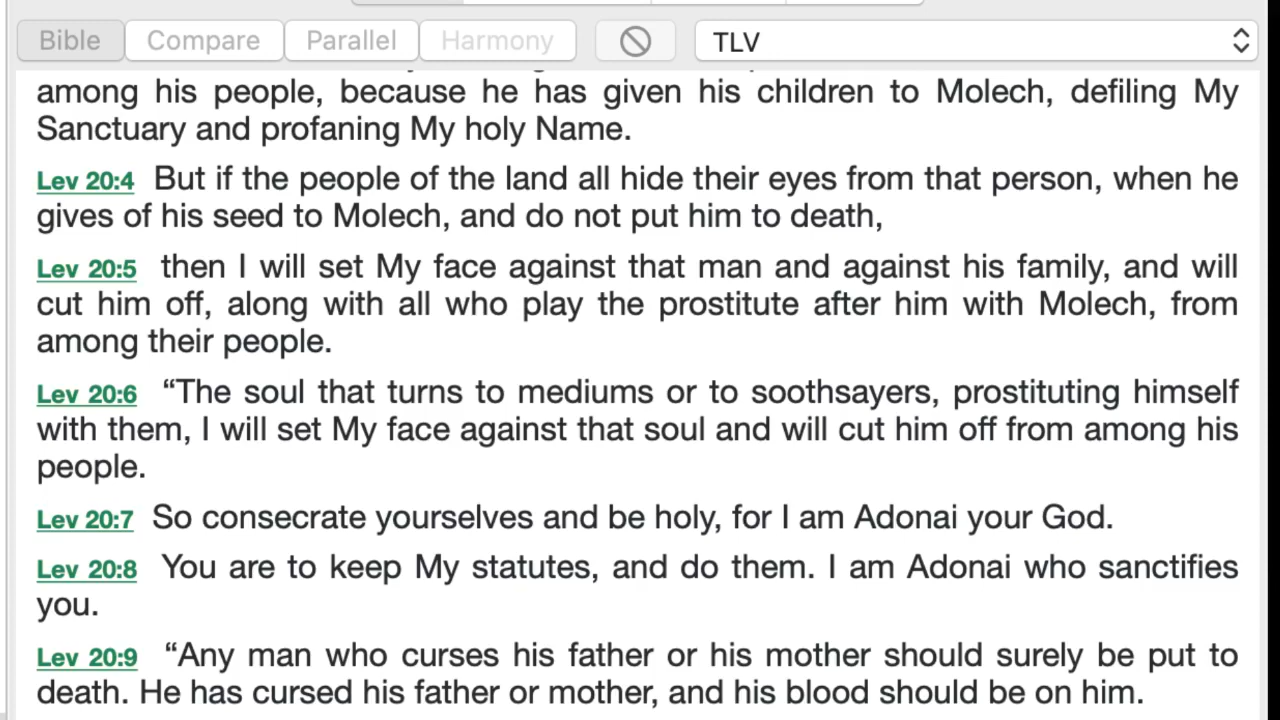 Bible Compare Parallel Harmony TLV
among his people, because he has given his children to Molech, defiling My
Sanctuary and profaning My holy Name.
Lev 20:4 But if the people of the land all hide their eyes from that person, when he
gives of his seed to Molech, and do not put him to death,
Lev 20:5 then I will set My face against that man and against his family, and will
cut him off, along with all who play the prostitute after him with Molech, from
among their people.
Lev 20:6 “The soul that turns to mediums or to soothsayers, prostituting himself
with them, I will set My face against that soul and will cut him off from among his
people.
Lev 20:7 So consecrate yourselves and be holy, for I am Adonai your God.
Lev 20:8 You are to keep My statutes, and do them. I am Adonai who sanctifies
you.
Lev 20:9 “Any man who curses his father or his mother should surely be put to
death. He has cursed his father or mother, and his blood should be on him.